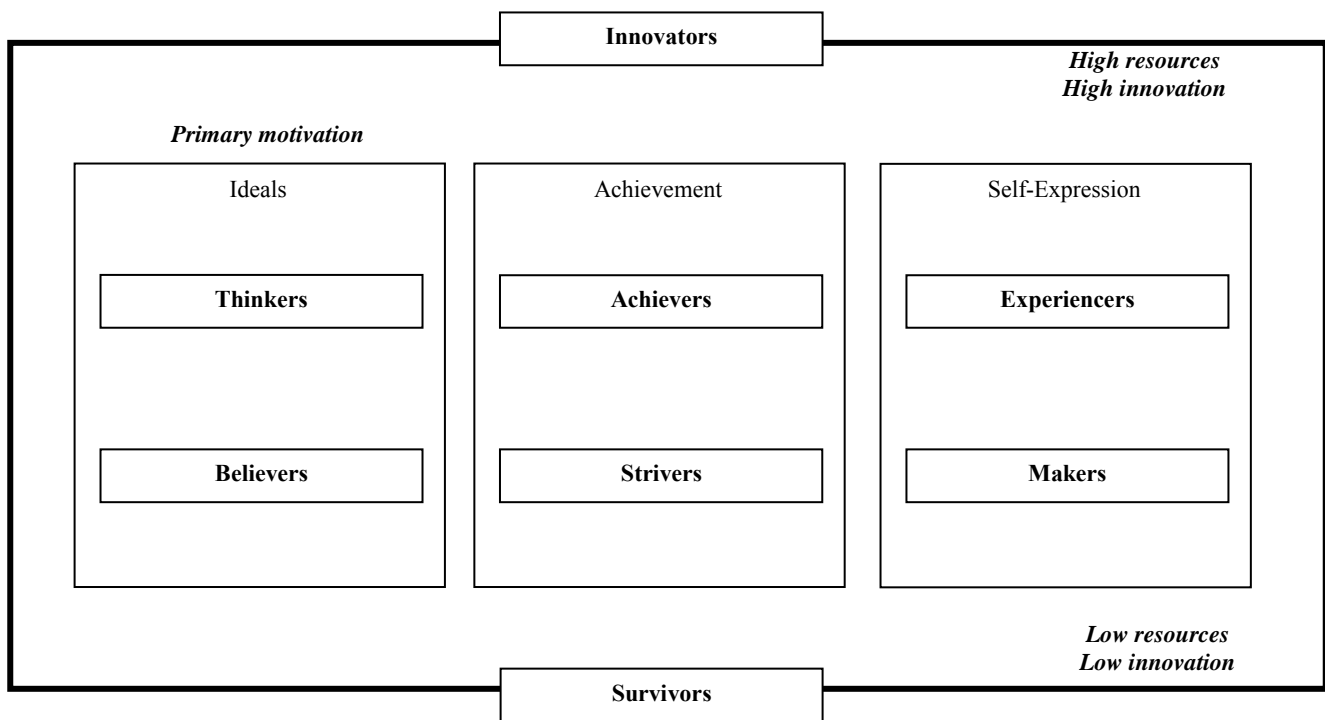 Innovators
High resources
High innovation
Primary motivation
Ideals
Achievement
Self-Expression
Thinkers
Achievers
Experiencers
Believers
Strivers
Makers
Low resources
Low innovation
Survivors